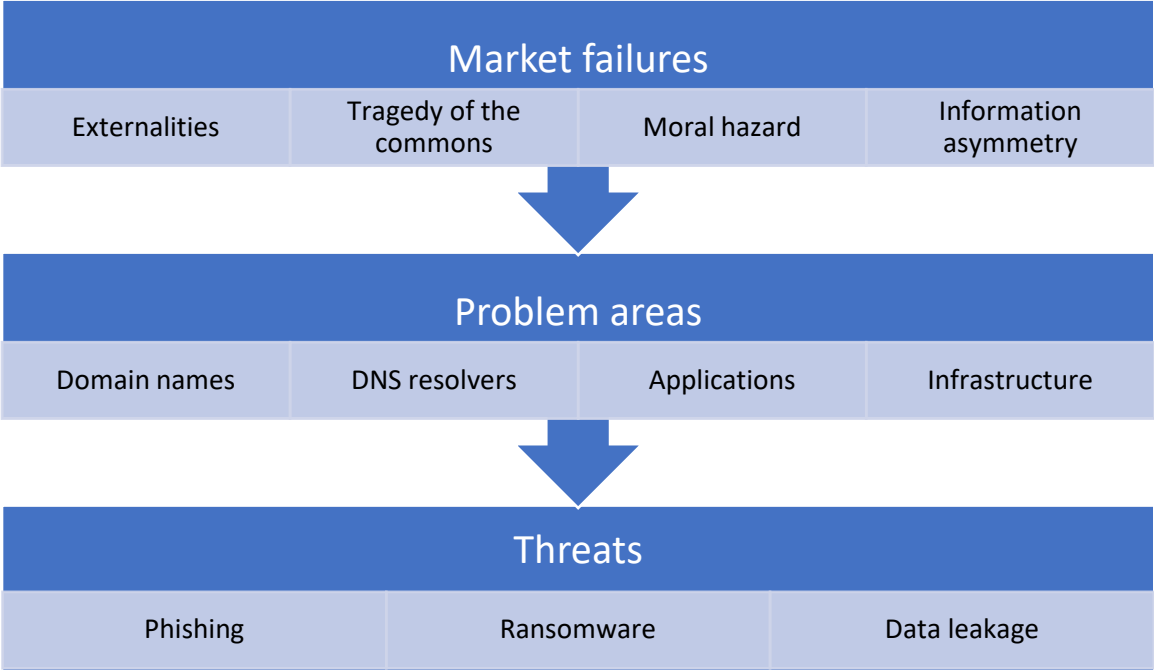 Market failures
Externalities
Tragedy of the
commons
Moral hazard
Information
asymmetry
Problem areas
Domain names
DNS resolvers
Applications
Infrastructure
Threats
Phishing
Ransomware
Data leakage